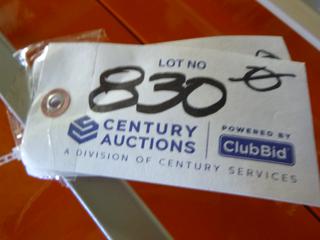 LOT NO
830
CENTURY
AUCTIONS
POWERED BY
ClubBid
A DIVISION OF CENTURY SERVICES